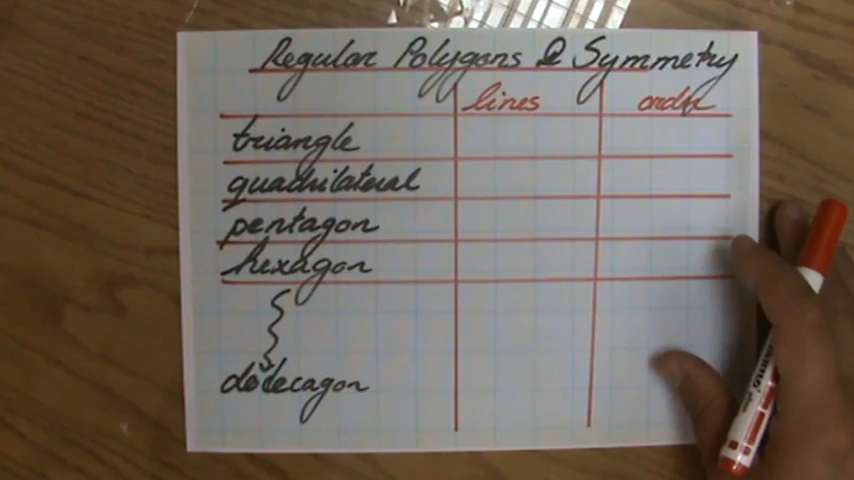 Regular Polygons & Symmetry
lines order
triangle
quadrilateral
pentagon
hexagon
dodecagon